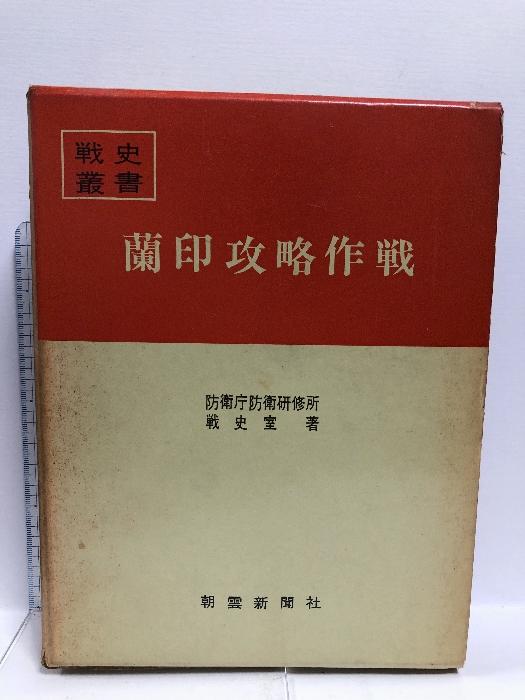 戦史
叢書
蘭印攻略作戦
防衛庁防衛研修所
戦史室 著
朝雲新聞社